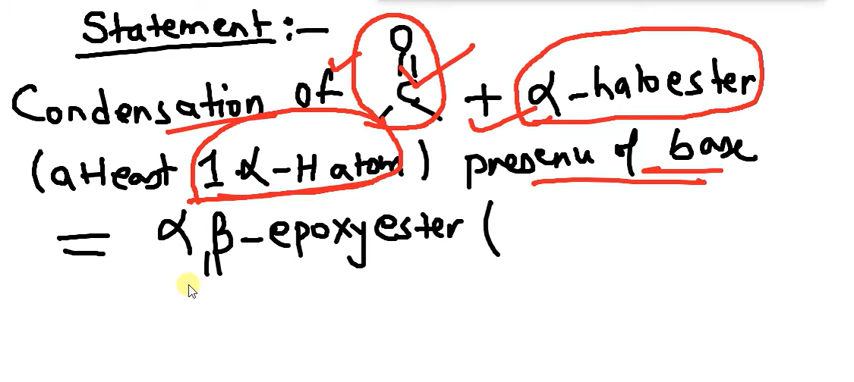 Statement:-
Condensation of O || C + α-haloester
(atleast 1 α-H atom) presence of base
= α,β-epoxyester (